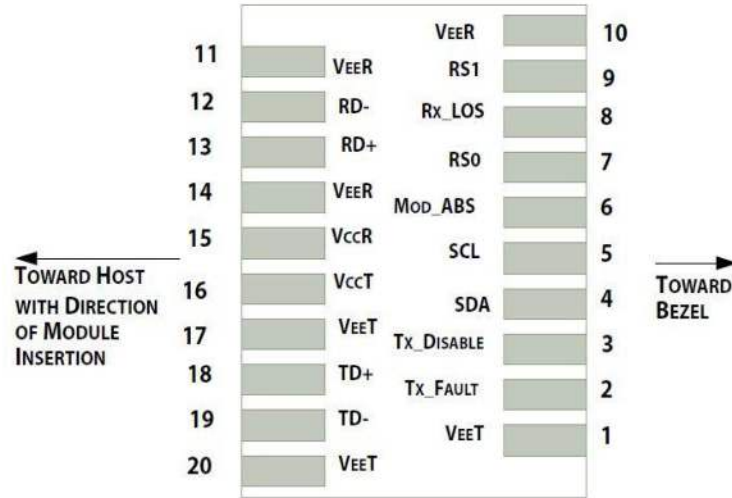 VEER 10
11 VEER RS1 9
12 RD- RX_LOS 8
13 RD+ RS0 7
14 VEER MOD_ABS 6
15 VCCR SCL 5
16 VCCT SDA 4
17 VEET TX_DISABLE 3
18 TD+ TX_FAULT 2
19 TD- VEET 1
20 VEET
TOWARD HOST
WITH DIRECTION
OF MODULE
INSERTION
TOWARD
BEZEL